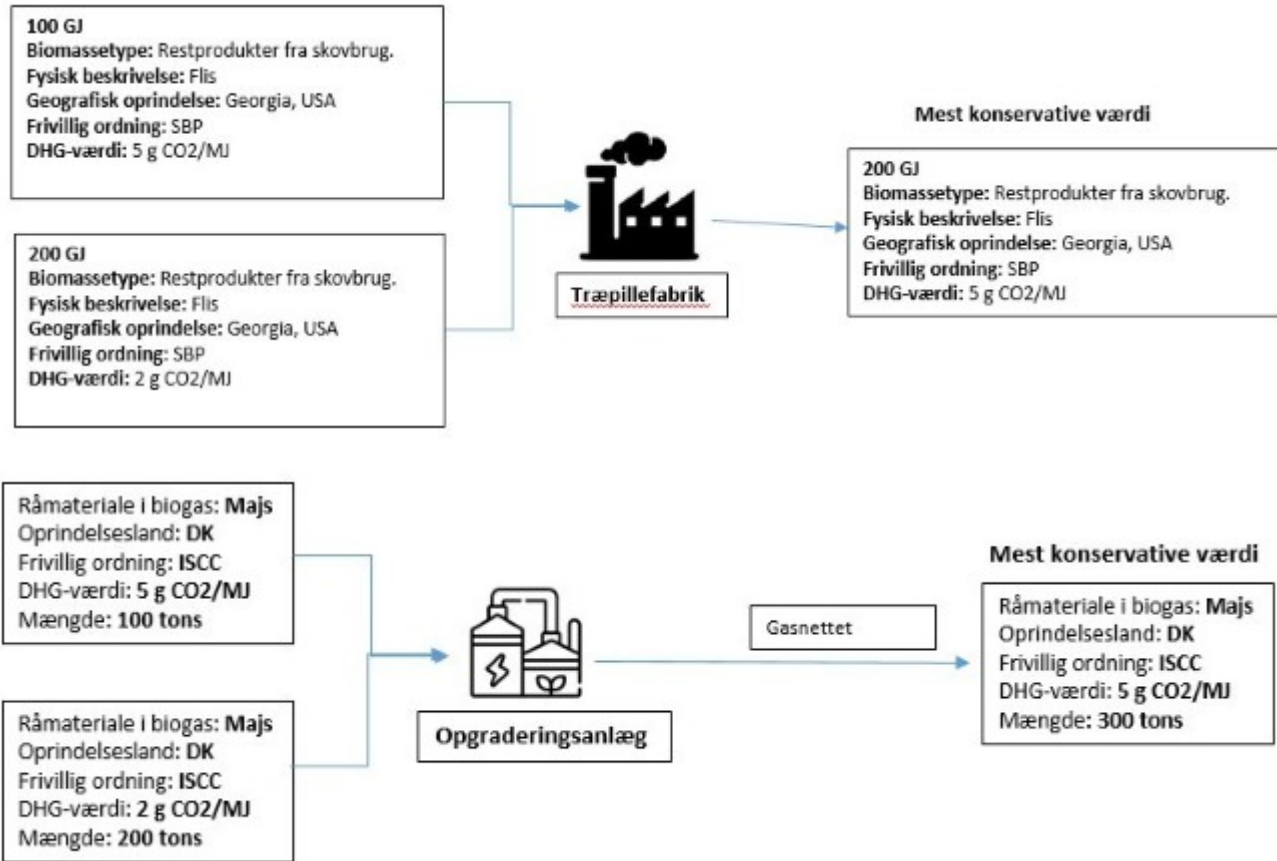 100 GJ
Biomassetype: Restprodukter fra skovbrug.
Fysisk beskrivelse: Flis
Geografisk oprindelse: Georgia, USA
Frivillig ordning: SBP
DHG-værdi: 5 g CO2/MJ
200 GJ
Biomassetype: Restprodukter fra skovbrug.
Fysisk beskrivelse: Flis
Geografisk oprindelse: Georgia, USA
Frivillig ordning: SBP
DHG-værdi: 2 g CO2/MJ
Træpillefabrik
Mest konservative værdi
200 GJ
Biomassetype: Restprodukter fra skovbrug.
Fysisk beskrivelse: Flis
Geografisk oprindelse: Georgia, USA
Frivillig ordning: SBP
DHG-værdi: 5 g CO2/MJ
Råmateriale i biogas: Majs
Oprindelsesland: DK
Frivillig ordning: ISCC
DHG-værdi: 5 g CO2/MJ
Mængde: 100 tons
Råmateriale i biogas: Majs
Oprindelsesland: DK
Frivillig ordning: ISCC
DHG-værdi: 2 g CO2/MJ
Mængde: 200 tons
Opgraderingsanlæg
Gasnettet
Mest konservative værdi
Råmateriale i biogas: Majs
Oprindelsesland: DK
Frivillig ordning: ISCC
DHG-værdi: 5 g CO2/MJ
Mængde: 300 tons